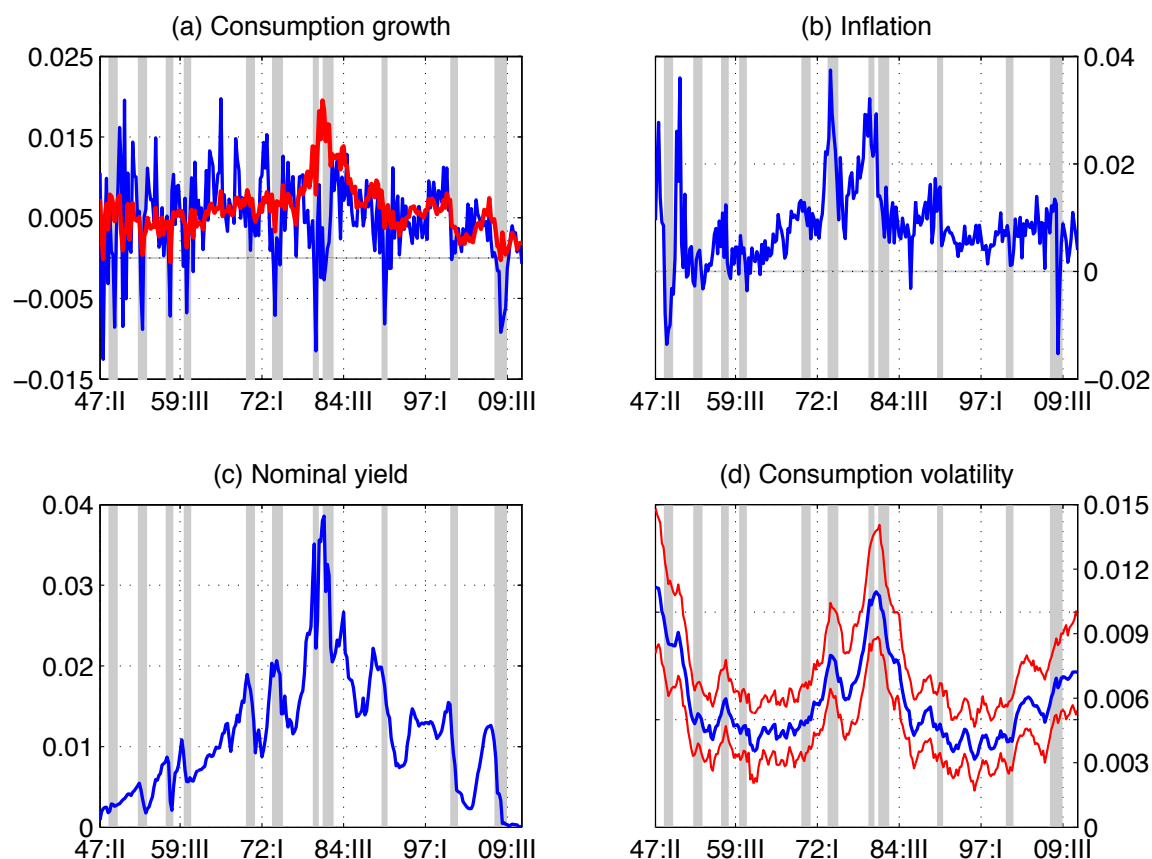 (a) Consumption growth
0.025
0.015
0.005
−0.005
−0.015
47:II 59:III 72:I 84:III 97:I 09:III
(b) Inflation
0.04
0.02
0
−0.02
47:II 59:III 72:I 84:III 97:I 09:III
(c) Nominal yield
0.04
0.03
0.02
0.01
0
47:II 59:III 72:I 84:III 97:I 09:III
(d) Consumption volatility
0.015
0.012
0.009
0.006
0.003
0
47:II 59:III 72:I 84:III 97:I 09:III